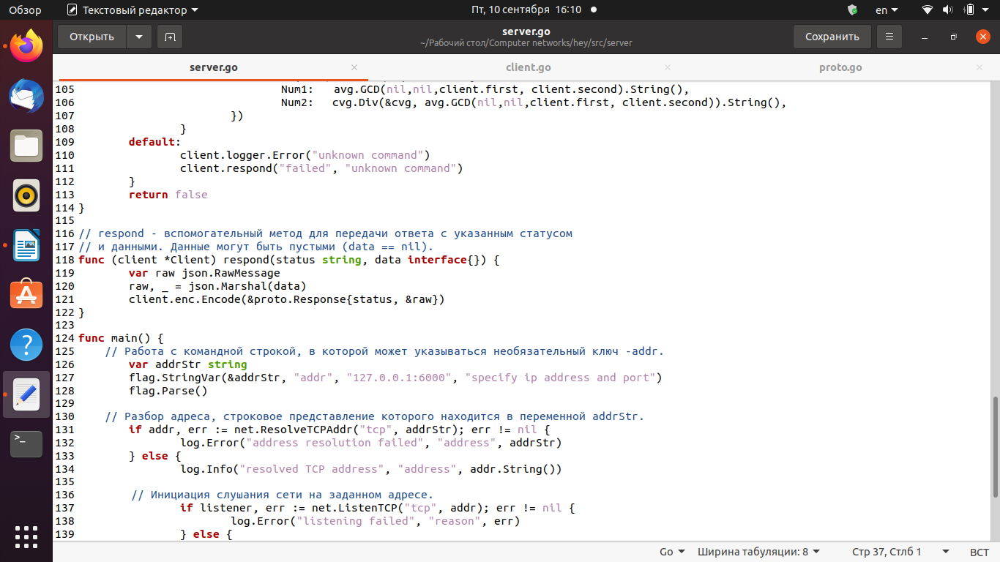 Обзор
Текстовый редактор
Пт, 10 сентября 16:10
en
Открыть
server.go
~/Рабочий стол/Computer networks/hey/src/server
Сохранить
server.go
client.go
proto.go
105 Num1: avg.GCD(nil,nil,client.first, client.second).String(),
106 Num2: cvg.Div(&cvg, avg.GCD(nil,nil,client.first, client.second)).String(),
107 })
108 }
109 default:
110 client.logger.Error("unknown command")
111 client.respond("failed", "unknown command")
112 }
113 return false
114 }
115
116 // respond - вспомогательный метод для передачи ответа с указанным статусом
117 // и данными. Данные могут быть пустыми (data == nil).
118 func (client *Client) respond(status string, data interface{}) {
119 var raw json.RawMessage
120 raw, _ = json.Marshal(data)
121 client.enc.Encode(&proto.Response{status, &raw})
122 }
123
124 func main() {
125 // Работа с командной строкой, в которой может указываться необязательный ключ -addr.
126 var addrStr string
127 flag.StringVar(&addrStr, "addr", "127.0.0.1:6000", "specify ip address and port")
128 flag.Parse()
129
130 // Разбор адреса, строковое представление которого находится в переменной addrStr.
131 if addr, err := net.ResolveTCPAddr("tcp", addrStr); err != nil {
132 log.Error("address resolution failed", "address", addrStr)
133 } else {
134 log.Info("resolved TCP address", "address", addr.String())
135
136 // Инициация слушания сети на заданном адресе.
137 if listener, err := net.ListenTCP("tcp", addr); err != nil {
138 log.Error("listening failed", "reason", err)
139 } else {
Go
Ширина табуляции: 8
Стр 37, Стлб 1
ВСТ